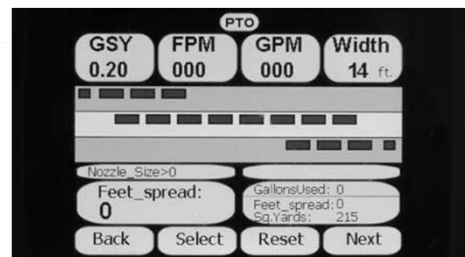 PTO
GSY FPM GPM Width
0.20 000 000 14 ft.
Nozzle_Size>0
Feet_spread:
0
GallonsUsed: 0
Feet_spread: 0
Sq.Yards: 215
Back Select Reset Next